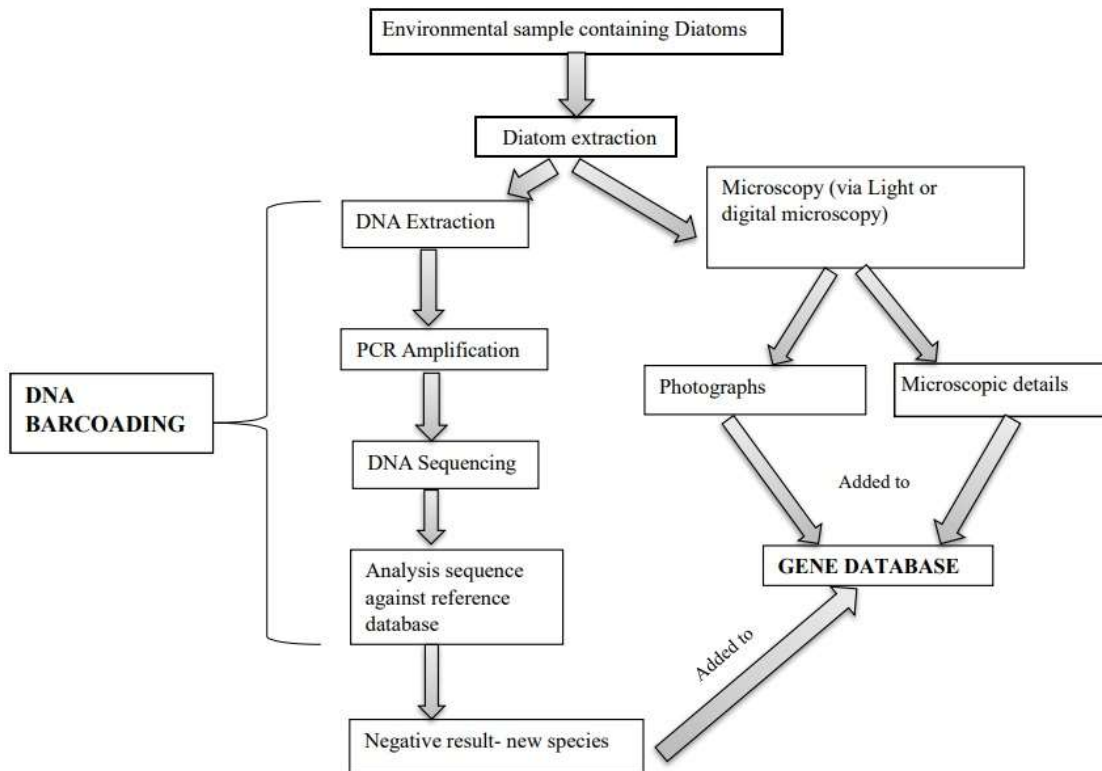 Environmental sample containing Diatoms
Diatom extraction
Microscopy (via Light or
digital microscopy)
DNA Extraction
PCR Amplification
DNA
BARCOADING
Photographs
Microscopic details
DNA Sequencing
Added to
GENE DATABASE
Analysis sequence
against reference
database
Added to
Negative result- new species